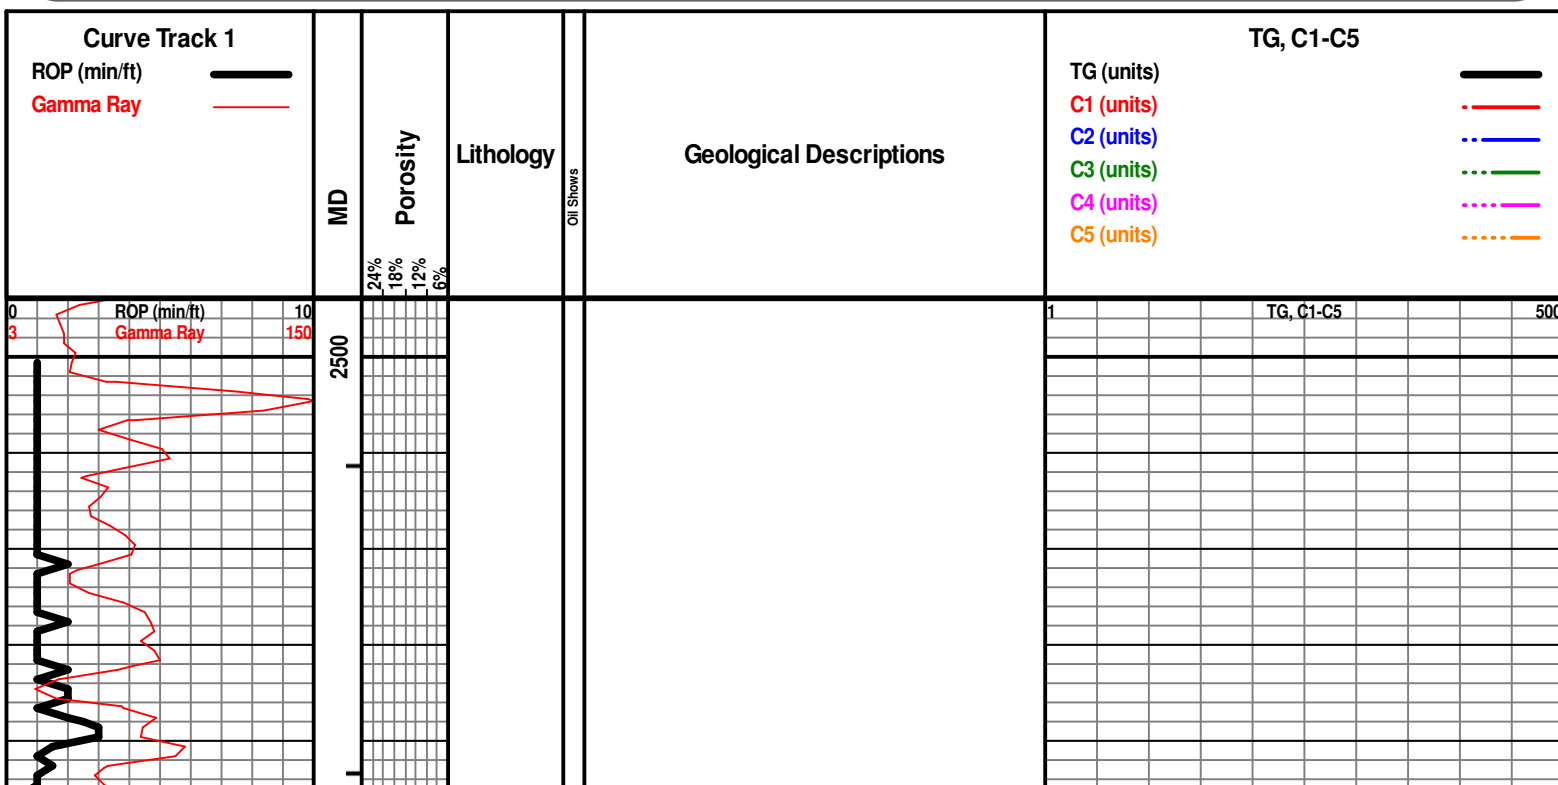 Curve Track 1
ROP (min/ft)
Gamma Ray
MD
Porosity
24%
18%
12%
6%
Lithology
Oil Shows
Geological Descriptions
TG, C1-C5
TG (units)
C1 (units)
C2 (units)
C3 (units)
C4 (units)
C5 (units)
0 ROP (min/ft) 10
3 Gamma Ray 150
2500
1 TG, C1-C5 500